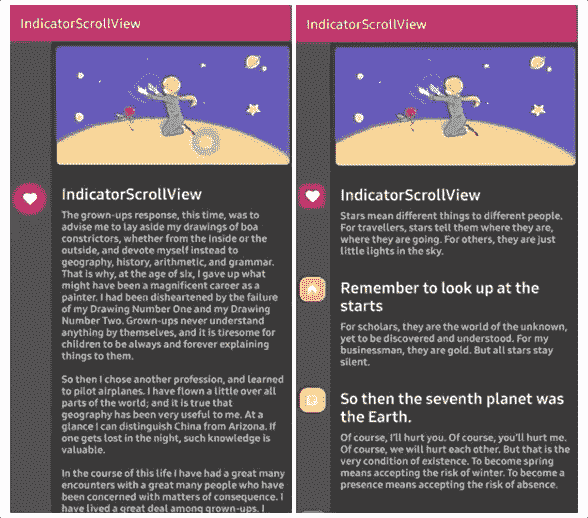 IndicatorScrollView
IndicatorScrollView
The grown-ups response, this time, was to
advise me to lay aside my drawings of boa
constrictors, whether from the inside or the
outside, and devote myself instead to
geography, history, arithmetic, and grammar.
That is why, at the age of six, I gave up what
might have been a magnificent career as a
painter. I had been disheartened by the failure
of my Drawing Number One and my Drawing
Number Two. Grown-ups never understand
anything by themselves, and it is tiresome for
children to be always and forever explaining
things to them.
So then I chose another profession, and learned
to pilot airplanes. I have flown a little over all
parts of the world; and it is true that
geography has been very useful to me. At a
glance I can distinguish China from Arizona. If
one gets lost in the night, such knowledge is
valuable.
In the course of this life I have had a great many
encounters with a great many people who have
been concerned with matters of consequence. I
have lived a great deal among grown-ups. I
IndicatorScrollView
IndicatorScrollView
Stars mean different things to different people.
For travellers, stars tell them where they are,
where they are going. For others, they are just
little lights in the sky.
Remember to look up at the
starts
For scholars, they are the world of the unknown,
yet to be discovered and understood. For my
businessman, they are gold. But all stars stay
silent.
So then the seventh planet was
the Earth.
Of course, I'll hurt you. Of course, you'll hurt me.
Of course, we will hurt each other. But that is the
very condition of existence. To become spring
means accepting the risk of winter. To become a
presence means accepting the risk of absence.